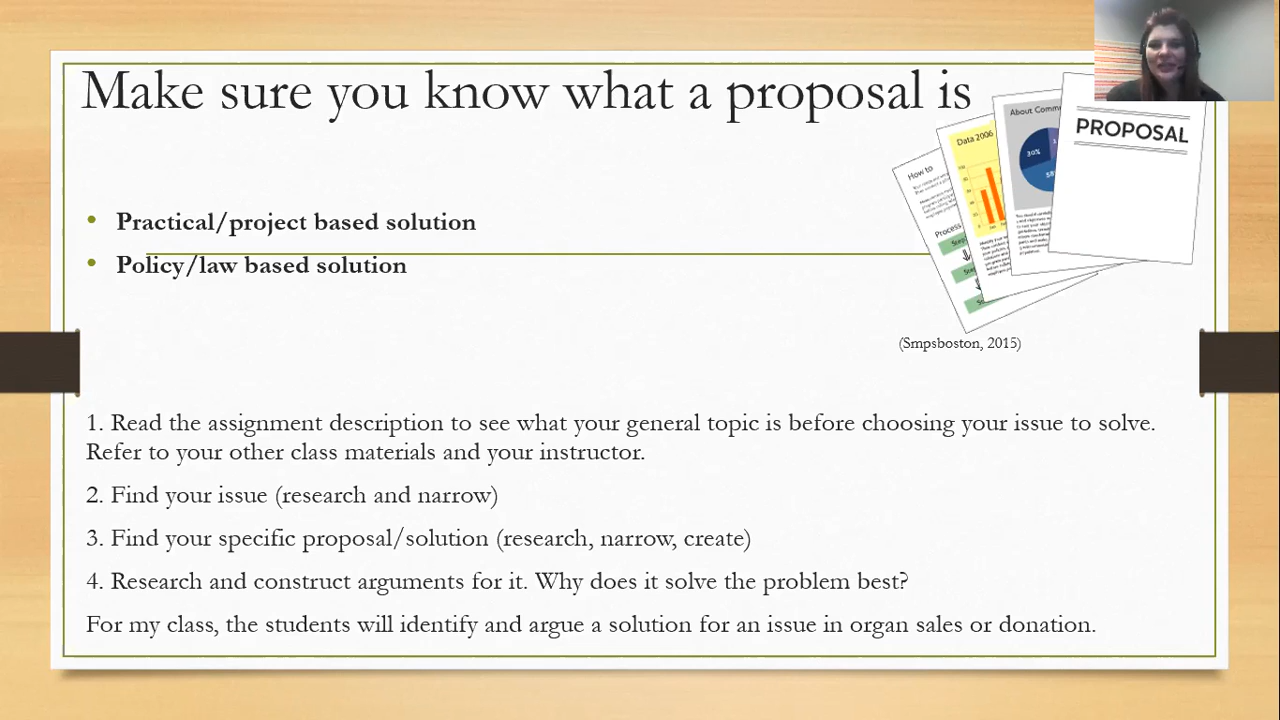 Make sure you know what a proposal is
PROPOSAL
About Comm
Data 2006
How to
Process
30%
58
• Practical/project based solution
• Policy/law based solution
(Smpsboston, 2015)
1. Read the assignment description to see what your general topic is before choosing your issue to solve.
Refer to your other class materials and your instructor.
2. Find your issue (research and narrow)
3. Find your specific proposal/solution (research, narrow, create)
4. Research and construct arguments for it. Why does it solve the problem best?
For my class, the students will identify and argue a solution for an issue in organ sales or donation.